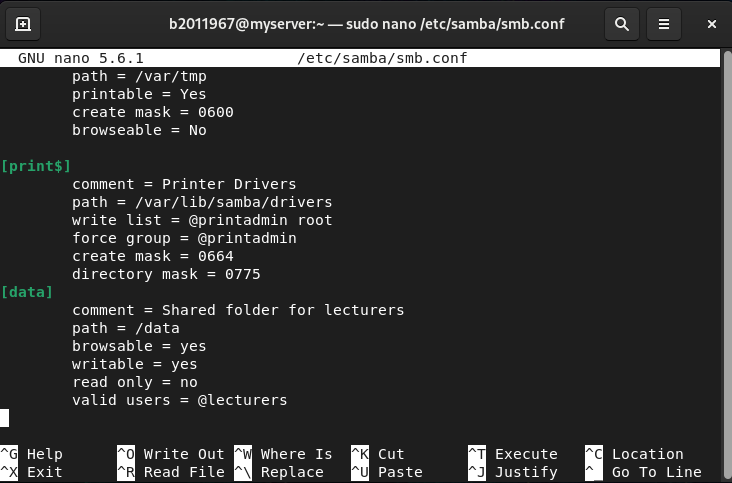 b2011967@myserver:~ — sudo nano /etc/samba/smb.conf
GNU nano 5.6.1 /etc/samba/smb.conf
path = /var/tmp
printable = Yes
create mask = 0600
browseable = No
[print$]
comment = Printer Drivers
path = /var/lib/samba/drivers
write list = @printadmin root
force group = @printadmin
create mask = 0664
directory mask = 0775
[data]
comment = Shared folder for lecturers
path = /data
browsable = yes
writable = yes
read only = no
valid users = @lecturers
^G Help ^O Write Out ^W Where Is ^K Cut ^T Execute ^C Location
^X Exit ^R Read File ^\ Replace ^U Paste ^J Justify ^_ Go To Line